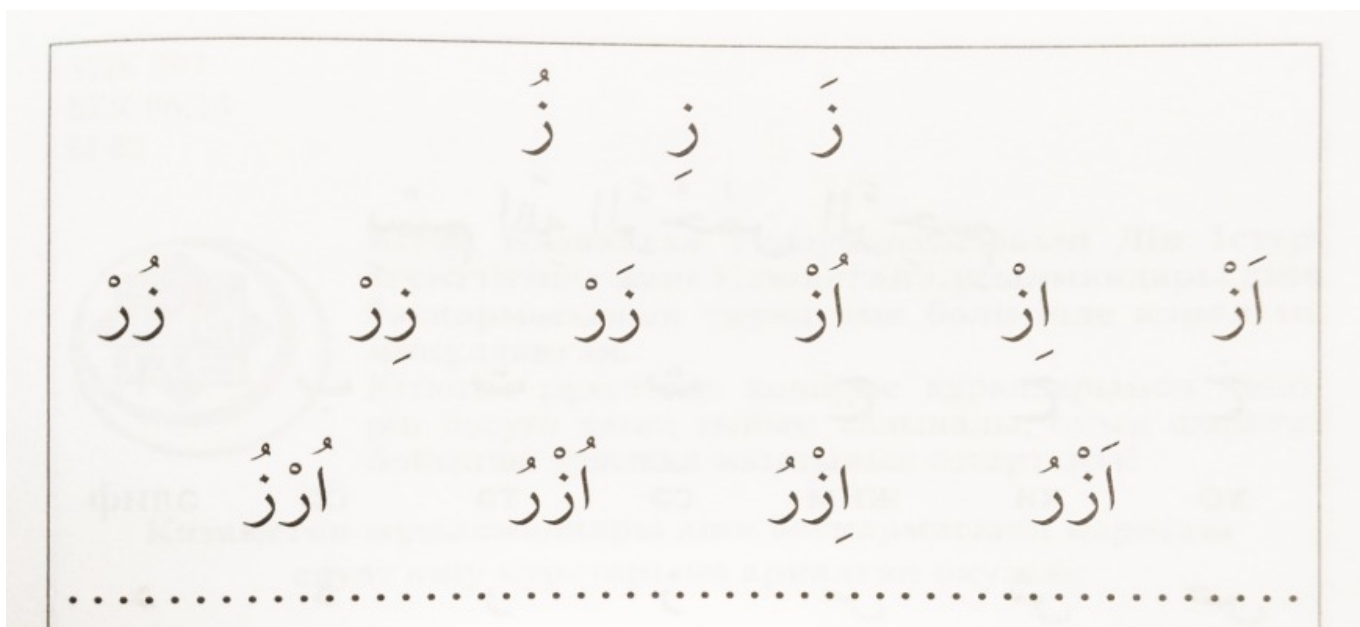 زَ زِ زُ
اَزْ اِزْ اُزْ زَرْ زِرْ زُرْ
اَزْرُ اِزْرُ اُزْرُ اُرْزُ